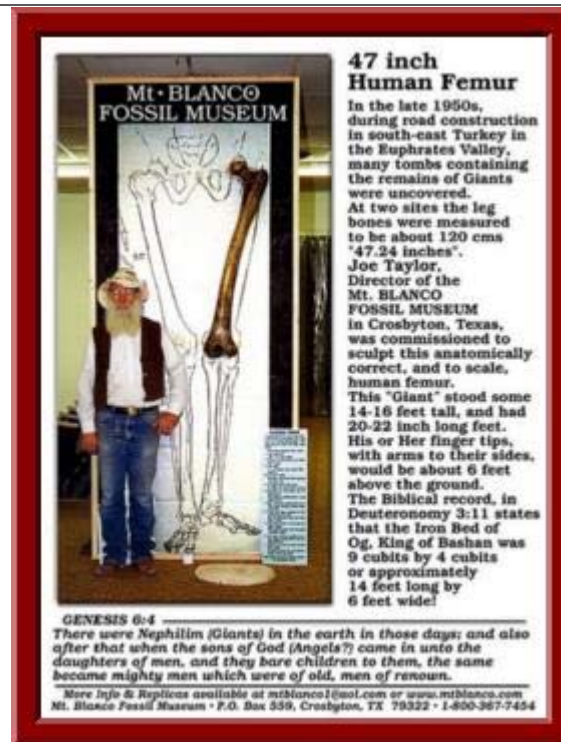 Mt • BLANCO
FOSSIL MUSEUM
47 inch
Human Femur
In the late 1950s,
during road construction
in south-east Turkey in
the Euphrates Valley,
many tombs containing
the remains of Giants
were uncovered.
At two sites the leg
bones were measured
to be about 120 cms
"47.24 inches".
Joe Taylor,
Director of the
Mt. BLANCO
FOSSIL MUSEUM
in Crosbyton, Texas,
was commissioned to
sculpt this anatomically
correct, and to scale,
human femur.
This "Giant" stood some
14-16 feet tall, and had
20-22 inch long feet.
His or Her finger tips,
with arms to their sides,
would be about 6 feet
above the ground.
The Biblical record, in
Deuteronomy 3:11 states
that the Iron Bed of
Og, King of Bashan was
9 cubits by 4 cubits
or approximately
14 feet long by
6 feet wide!
GENESIS 6:4
There were Nephilim (Giants) in the earth in those days; and also
after that when the sons of God (Angels?) came in unto the
daughters of men, and they bare children to them, the same
became mighty men which were of old, men of renown.
More Info & Replicas available at mtblanco1@aol.com or www.mtblanco.com
Mt. Blanco Fossil Museum • P.O. Box 559, Crosbyton, TX 79322 • 1-800-367-7454